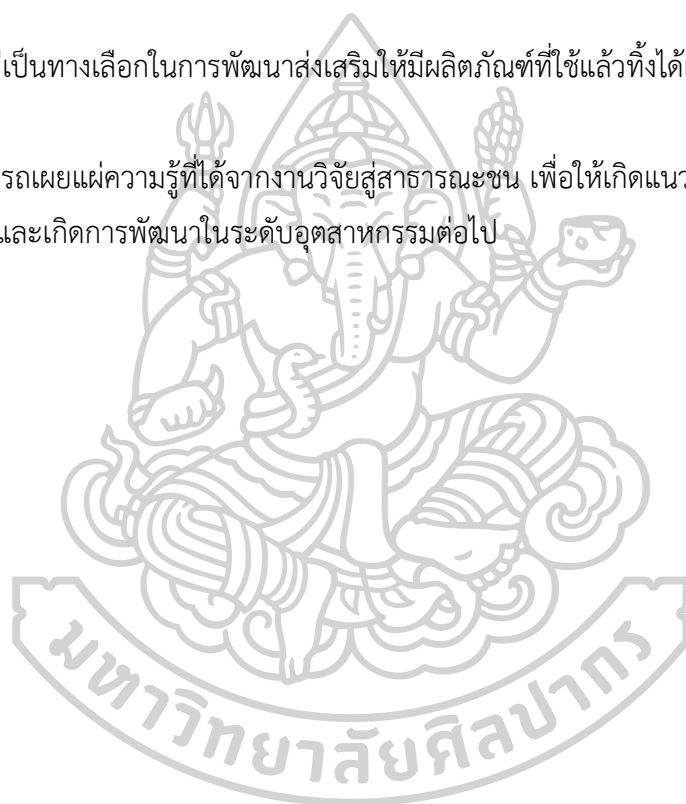 เป็นทางเลือกในการพัฒนาส่งเสริมให้มีผลิตภัณฑ์ที่ใช้แล้วทิ้งได้
รถเผยแผ่ความรู้ที่ได้จากงานวิจัยสู่สาธารณะชน เพื่อให้เกิดแนว
และเกิดการพัฒนาในระดับอุตสาหกรรมต่อไป
มหาวิทยาลัยศิลปากร